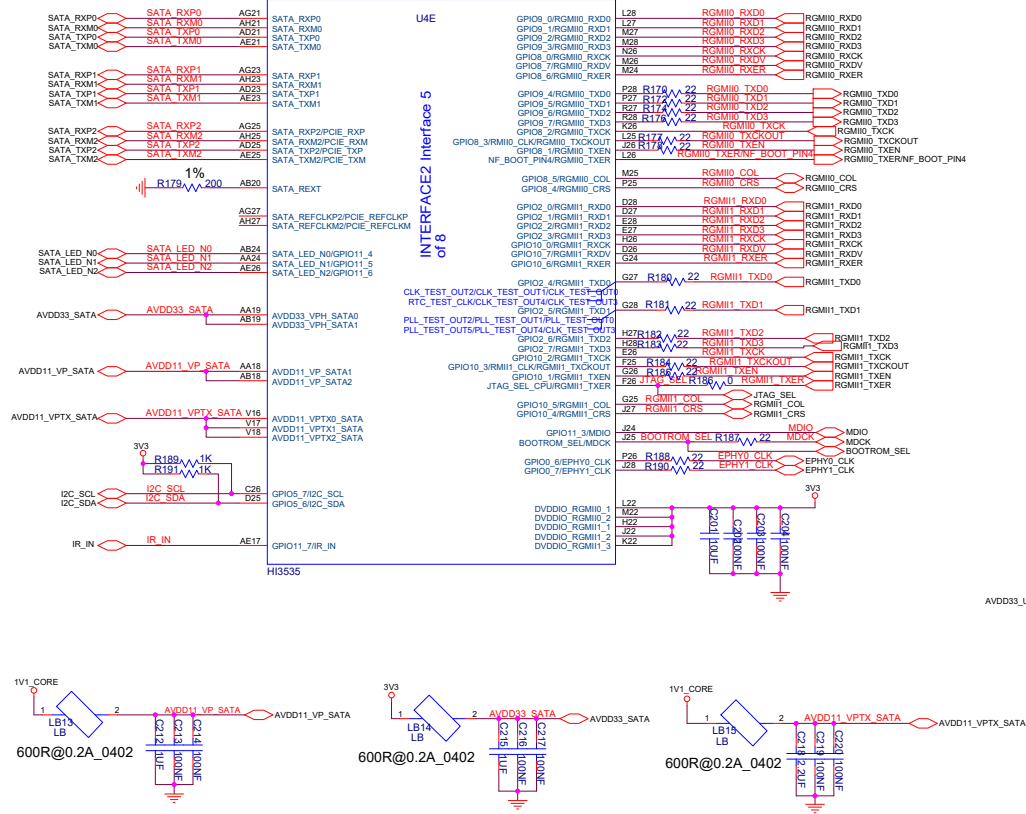 U4E
INTERFACE2 Interface 5
of 8
HI3535
SATA_RXP0 SATA_RXP0 AG21 SATA_RXP0
SATA_RXM0 SATA_RXM0 AH21 SATA_RXM0
SATA_TXP0 SATA_TXP0 AD21 SATA_TXP0
SATA_TXM0 SATA_TXM0 AE21 SATA_TXM0
SATA_RXP1 SATA_RXP1 AG23 SATA_RXP1
SATA_RXM1 SATA_RXM1 AH23 SATA_RXM1
SATA_TXP1 SATA_TXP1 AD23 SATA_TXP1
SATA_TXM1 SATA_TXM1 AE23 SATA_TXM1
SATA_RXP2 SATA_RXP2 AG25 SATA_RXP2/PCIE_RXP
SATA_RXM2 SATA_RXM2 AH25 SATA_RXM2/PCIE_RXM
SATA_TXP2 SATA_TXP2 AD25 SATA_TXP2/PCIE_TXP
SATA_TXM2 SATA_TXM2 AE25 SATA_TXM2/PCIE_TXM
1%
R179 200 AB20 SATA_REXT
AG27 SATA_REFCLKP2/PCIE_REFCLKP
AH27 SATA_REFCLKM2/PCIE_REFCLKM
SATA_LED_N0 SATA_LED_N0 AB24 SATA_LED_N0/GPIO11_4
SATA_LED_N1 SATA_LED_N1 AA24 SATA_LED_N1/GPIO11_5
SATA_LED_N2 SATA_LED_N2 AE26 SATA_LED_N2/GPIO11_6
AVDD33_SATA AVDD33_SATA AA19 AVDD33_VPH_SATA0
AB19 AVDD33_VPH_SATA1
AVDD11_VP_SATA AVDD11_VP_SATA AA18 AVDD11_VP_SATA1
AB18 AVDD11_VP_SATA2
AVDD11_VPTX_SATA AVDD11_VPTX_SATA V16 AVDD11_VPTX0_SATA
V17 AVDD11_VPTX1_SATA
V18 AVDD11_VPTX2_SATA
3V3
R189 1K
R191 1K
I2C_SCL I2C_SCL C26 GPIO5_7/I2C_SCL
I2C_SDA I2C_SDA D25 GPIO5_6/I2C_SDA
IR_IN IR_IN AE17 GPIO11_7/IR_IN
GPIO9_0/RGMII0_RXD0 L28 RGMII0_RXD0 RGMII0_RXD0
GPIO9_1/RGMII0_RXD1 L27 RGMII0_RXD1 RGMII0_RXD1
GPIO9_2/RGMII0_RXD2 M27 RGMII0_RXD2 RGMII0_RXD2
GPIO9_3/RGMII0_RXD3 M28 RGMII0_RXD3 RGMII0_RXD3
GPIO8_0/RGMII0_RXCK N26 RGMII0_RXCK RGMII0_RXCK
GPIO8_7/RGMII0_RXDV M26 RGMII0_RXDV RGMII0_RXDV
GPIO8_6/RGMII0_RXER M24 RGMII0_RXER RGMII0_RXER
GPIO9_4/RGMII0_TXD0 P28 R170 22 RGMII0_TXD0 RGMII0_TXD0
GPIO9_5/RGMII0_TXD1 P27 R172 22 RGMII0_TXD1 RGMII0_TXD1
GPIO9_6/RGMII0_TXD2 R27 R174 22 RGMII0_TXD2 RGMII0_TXD2
GPIO9_7/RGMII0_TXD3 R28 R176 22 RGMII0_TXD3 RGMII0_TXD3
GPIO8_2/RGMII0_TXCK K26 RGMII0_TXCK RGMII0_TXCK
GPIO8_3/RMII0_CLK/RGMII0_TXCKOUT L25 R177 22 RGMII0_TXCKOUT RGMII0_TXCKOUT
GPIO8_1/RGMII0_TXEN N24 22 RGMII0_TXEN RGMII0_TXEN
NF_BOOT_PIN4/RGMII0_TXER L26 RGMII0_TXER/NF_BOOT_PIN4 RGMII0_TXER/NF_BOOT_PIN4
GPIO8_5/RGMII0_COL M25 RGMII0_COL RGMII0_COL
GPIO8_4/RGMII0_CRS P25 RGMII0_CRS RGMII0_CRS
GPIO2_0/RGMII1_RXD0 D28 RGMII1_RXD0 RGMII1_RXD0
GPIO2_1/RGMII1_RXD1 D27 RGMII1_RXD1 RGMII1_RXD1
GPIO2_2/RGMII1_RXD2 E28 RGMII1_RXD2 RGMII1_RXD2
GPIO2_3/RGMII1_RXD3 E27 RGMII1_RXD3 RGMII1_RXD3
GPIO10_0/RGMII1_RXCK H26 RGMII1_RXCK RGMII1_RXCK
GPIO10_7/RGMII1_RXDV D26 RGMII1_RXDV RGMII1_RXDV
GPIO10_6/RGMII1_RXER G24 RGMII1_RXER RGMII1_RXER
GPIO2_4/RGMII1_TXD0 G27 R180 22 RGMII1_TXD0 RGMII1_TXD0
CLK_TEST_OUT2/CLK_TEST_OUT1/CLK_TEST_OUT0
RTC_TEST_CLK/CLK_TEST_OUT4/CLK_TEST_OUT3
GPIO2_5/RGMII1_TXD1 G28 R181 22 RGMII1_TXD1 RGMII1_TXD1
PLL_TEST_OUT2/PLL_TEST_OUT1/PLL_TEST_OUT0
PLL_TEST_OUT5/PLL_TEST_OUT4/CLK_TEST_OUT3
GPIO2_6/RGMII1_TXD2 H27 R182 22 RGMII1_TXD2 RGMII1_TXD2
GPIO2_7/RGMII1_TXD3 H28 R183 22 RGMII1_TXD3 RGMII1_TXD3
GPIO10_2/RGMII1_TXCK E26 RGMII1_TXCK RGMII1_TXCK
GPIO10_3/RMII1_CLK/RGMII1_TXCKOUT F25 R184 22 RGMII1_TXCKOUT RGMII1_TXCKOUT
GPIO10_1/RGMII1_TXEN G26 22 RGMII1_TXEN RGMII1_TXEN
JTAG_SEL_CPU/RGMII1_TXER F26 JTAG_SEL R186 0 RGMII1_TXER RGMII1_TXER
JTAG_SEL
GPIO10_5/RGMII1_COL G25 RGMII1_COL RGMII1_COL
GPIO10_4/RGMII1_CRS J27 RGMII1_CRS RGMII1_CRS
GPIO11_3/MDIO J24 MDIO MDIO
BOOTROM_SEL/MDCK J25 BOOTROM_SEL R187 22 MDCK MDCK
BOOTROM_SEL
GPIO0_6/EPHY0_CLK P26 R188 22 EPHY0_CLK EPHY0_CLK
GPIO0_7/EPHY1_CLK J28 R190 22 EPHY1_CLK EPHY1_CLK
3V3
DVDDIO_RGMII0_1 L22
DVDDIO_RGMII0_2 M22
DVDDIO_RGMII1_1 H22
DVDDIO_RGMII1_2 J22
DVDDIO_RGMII1_3 K22
C201 10UF
C202 100NF
C203 100NF
C204 100NF
AVDD33_U
1V1_CORE
1 LB13 2 AVDD11_VP_SATA AVDD11_VP_SATA
LB
600R@0.2A_0402
C212 1UF
C213 100NF
C214 100NF
3V3
1 LB14 2 AVDD33_SATA AVDD33_SATA
LB
600R@0.2A_0402
C215 1UF
C216 100NF
C217 100NF
1V1_CORE
1 LB15 2 AVDD11_VPTX_SATA AVDD11_VPTX_SATA
LB
600R@0.2A_0402
C218 2.2UF
C219 100NF
C220 100NF